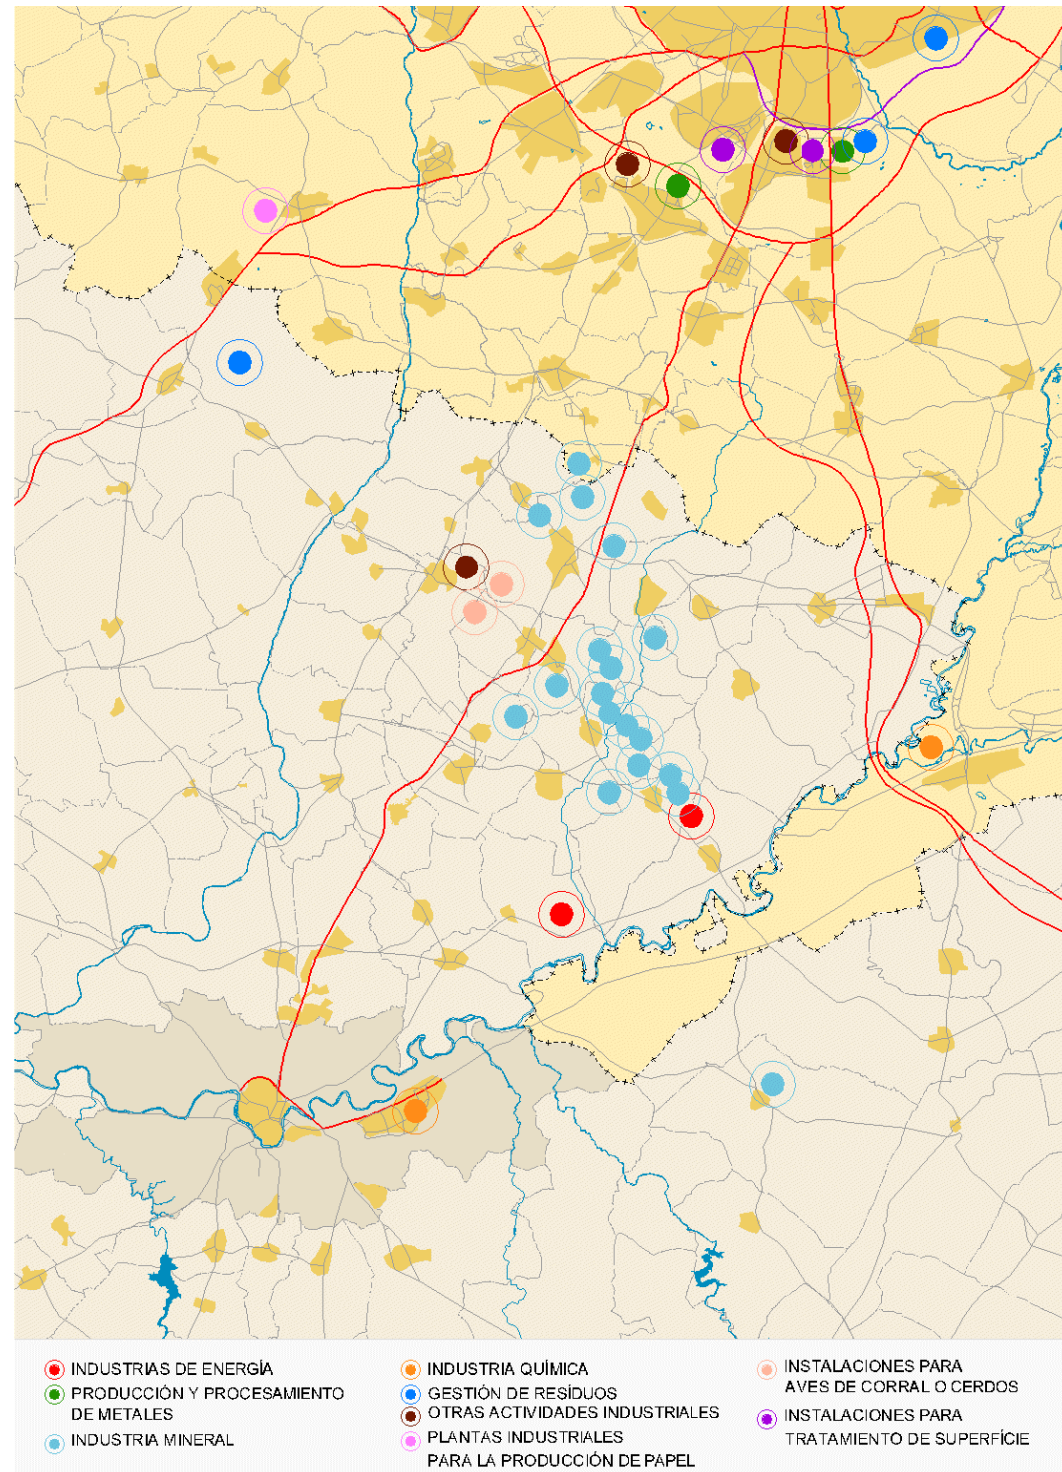 INDUSTRIAS DE ENERGÍA
PRODUCCIÓN Y PROCESAMIENTO
DE METALES
INDUSTRIA MINERAL
INDUSTRIA QUÍMICA
GESTIÓN DE RESÍDUOS
OTRAS ACTIVIDADES INDUSTRIALES
PLANTAS INDUSTRIALES
PARA LA PRODUCCIÓN DE PAPEL
INSTALACIONES PARA
AVES DE CORRAL O CERDOS
INSTALACIONES PARA
TRATAMIENTO DE SUPERFÍCIE